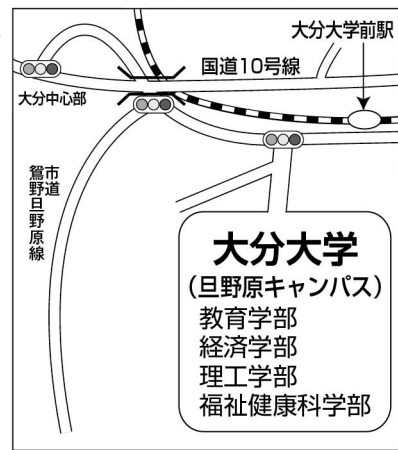 大分大学前駅
国道10号線
大分中心部
市道
鴛野旦野原線
大分大学
(旦野原キャンパス)
教育学部
経済学部
理工学部
福祉健康科学部